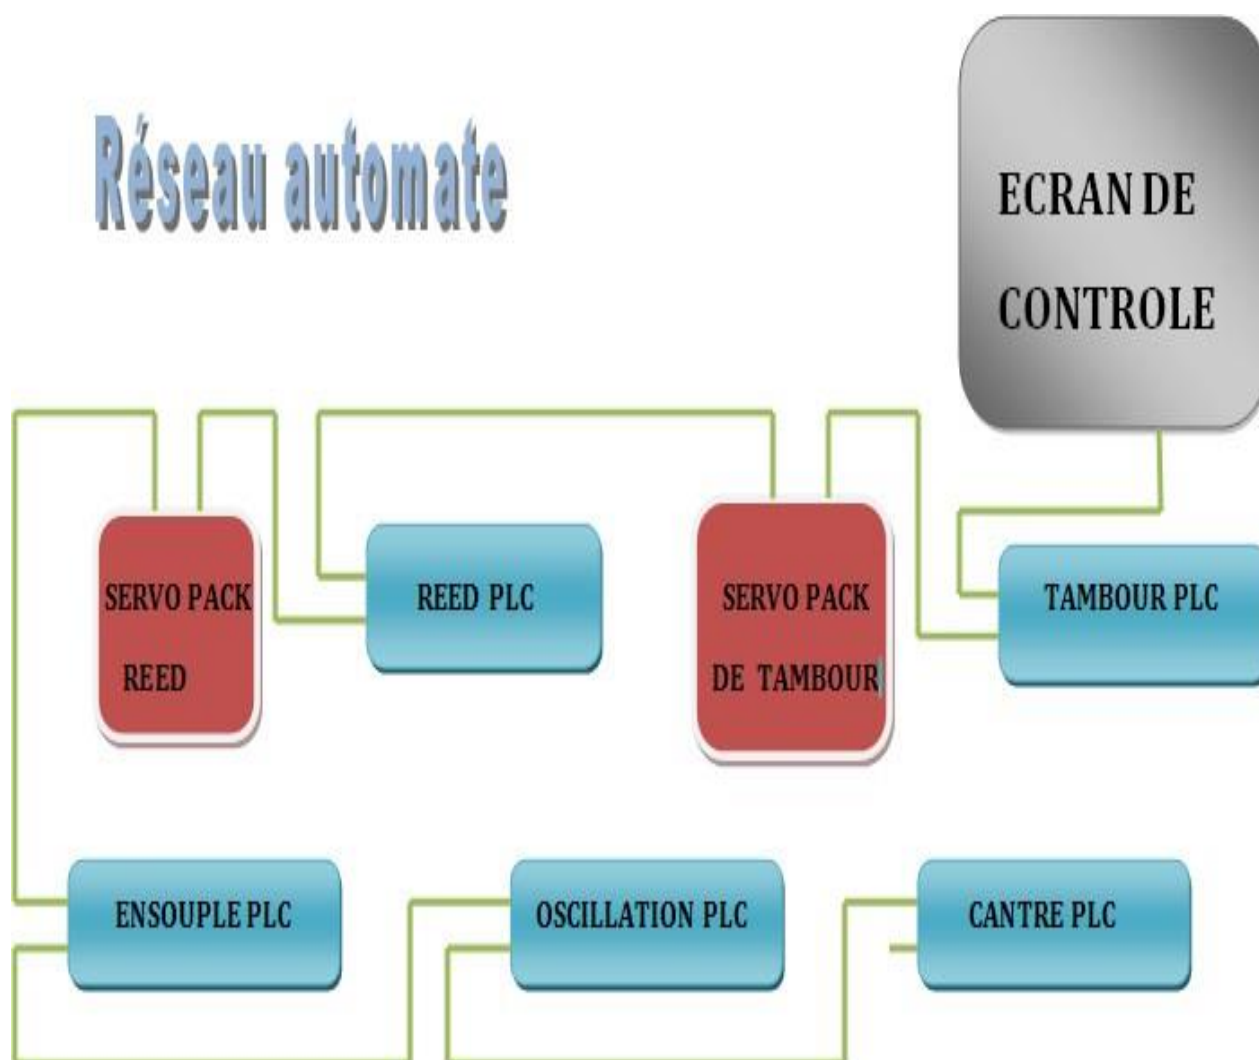 Réseau automate
ECRAN DE
CONTROLE
SERVO PACK
REED
REED PLC
SERVO PACK
DE TAMBOUR
TAMBOUR PLC
ENSOUPLE PLC
OSCILLATION PLC
CANTRE PLC